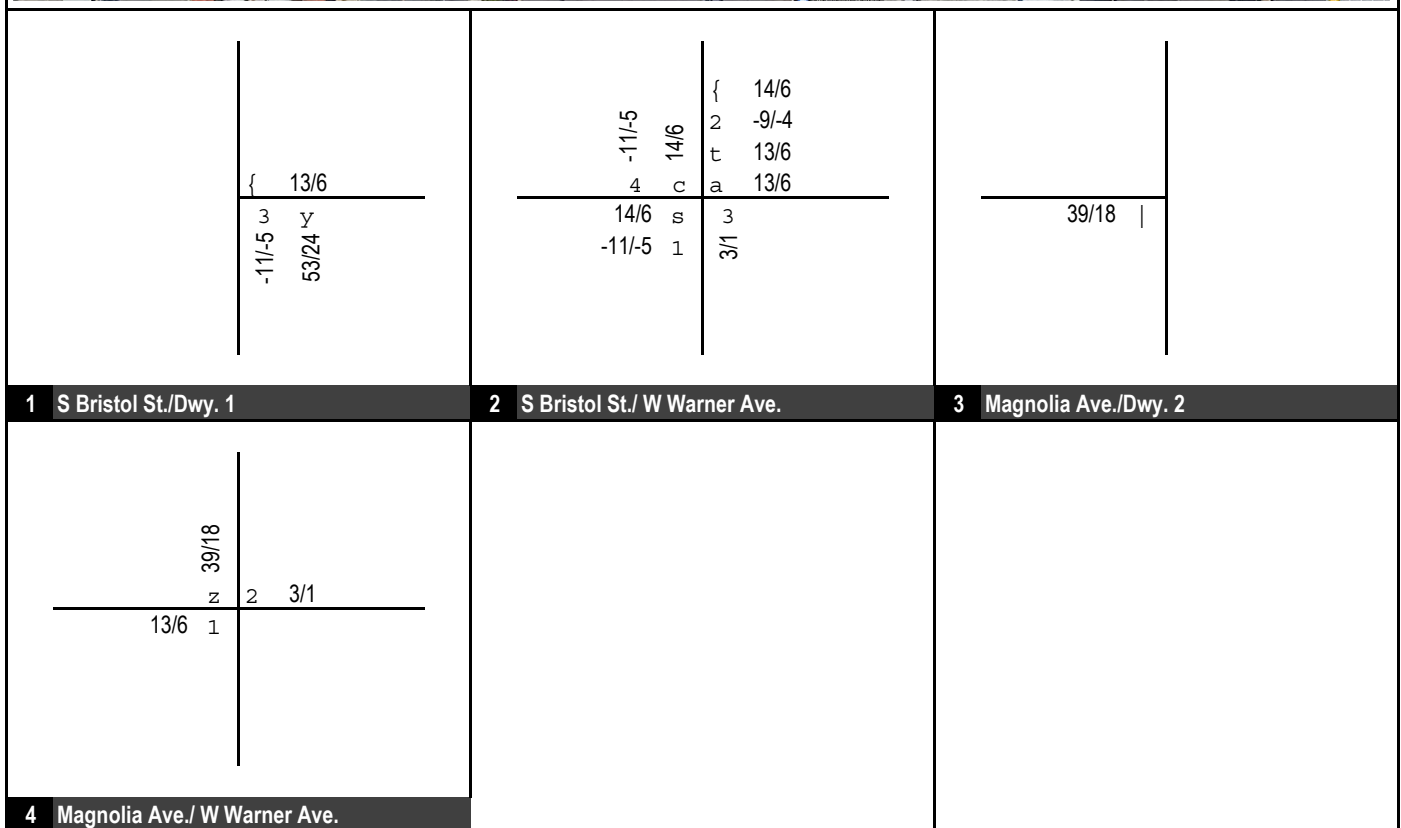 { 13/6
3 y
-11/-5 53/24
1 S Bristol St./Dwy. 1
-11/-5 14/6
4 c
{ 14/6
2 -9/-4
t 13/6
a 13/6
14/6 s
-11/-5 1
3
3/1
2 S Bristol St./ W Warner Ave.
39/18 |
3 Magnolia Ave./Dwy. 2
39/18
z
2 3/1
13/6 1
4 Magnolia Ave./ W Warner Ave.